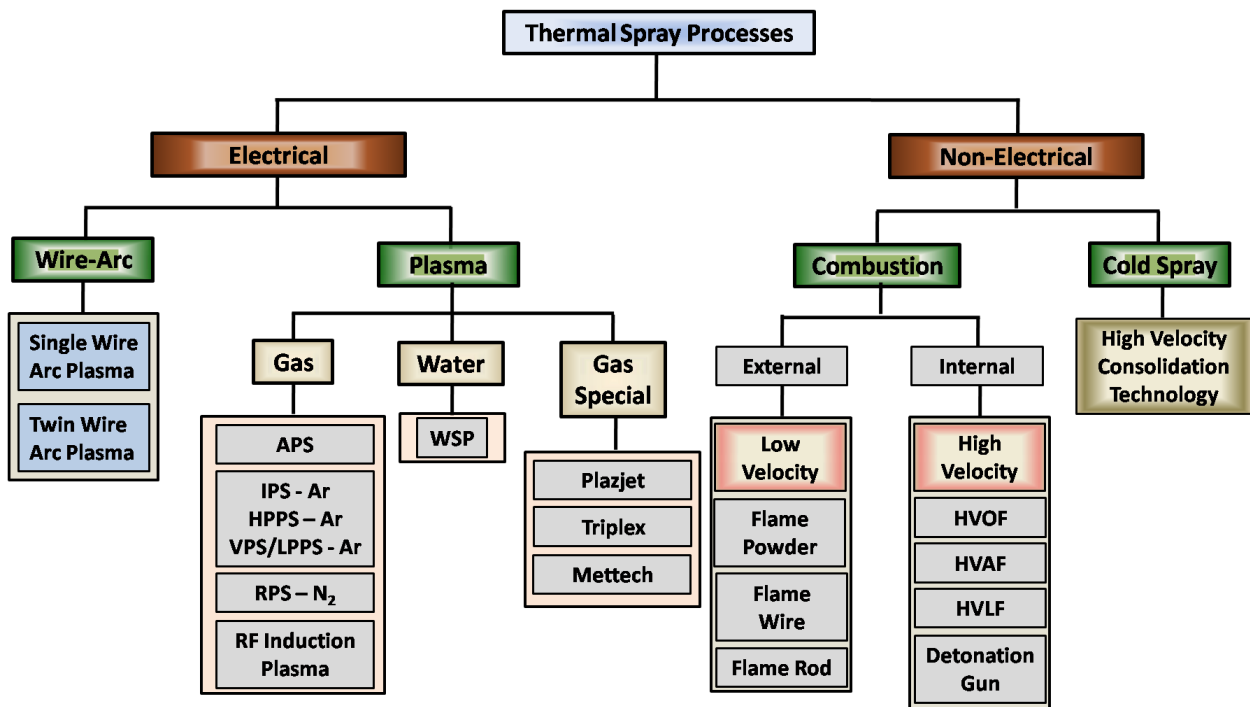 Thermal Spray Processes
Electrical
Non-Electrical
Wire-Arc
Plasma
Combustion
Cold Spray
Single Wire
Arc Plasma
Twin Wire
Arc Plasma
Gas
Water
Gas
Special
External
Internal
High Velocity
Consolidation
Technology
APS
IPS - Ar
HPPS – Ar
VPS/LPPS - Ar
RPS – N₂
RF Induction
Plasma
WSP
Plazjet
Triplex
Mettech
Low
Velocity
Flame
Powder
Flame
Wire
Flame Rod
High
Velocity
HVOF
HVAF
HVLF
Detonation
Gun